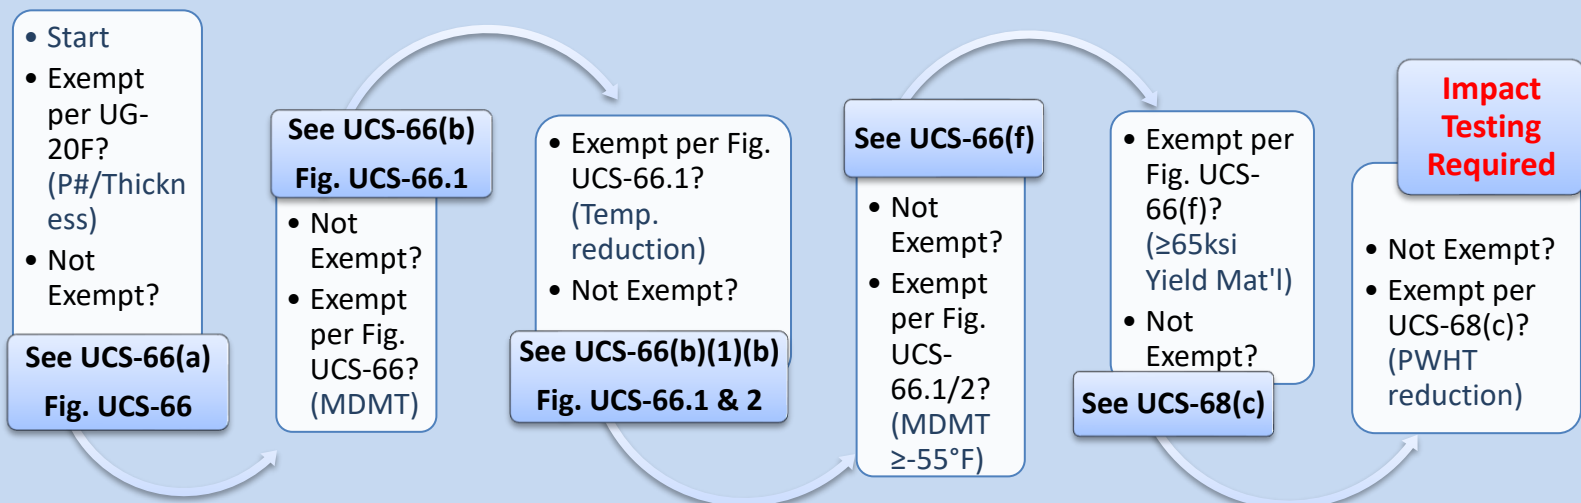 • Start
• Exempt
per UG-
20F?
(P#/Thickn
ess)
• Not
Exempt?
See UCS-66(a)
Fig. UCS-66
See UCS-66(b)
Fig. UCS-66.1
• Not
Exempt?
• Exempt
per Fig.
UCS-66?
(MDMT)
• Exempt per Fig.
UCS-66.1?
(Temp.
reduction)
• Not Exempt?
See UCS-66(b)(1)(b)
Fig. UCS-66.1 & 2
See UCS-66(f)
• Not
Exempt?
• Exempt
per Fig.
UCS-
66.1/2?
(MDMT
≥-55°F)
• Exempt per
Fig. UCS-
66(f)?
(≥65ksi
Yield Mat'l)
• Not
Exempt?
See UCS-68(c)
Impact
Testing
Required
• Not Exempt?
• Exempt per
UCS-68(c)?
(PWHT
reduction)